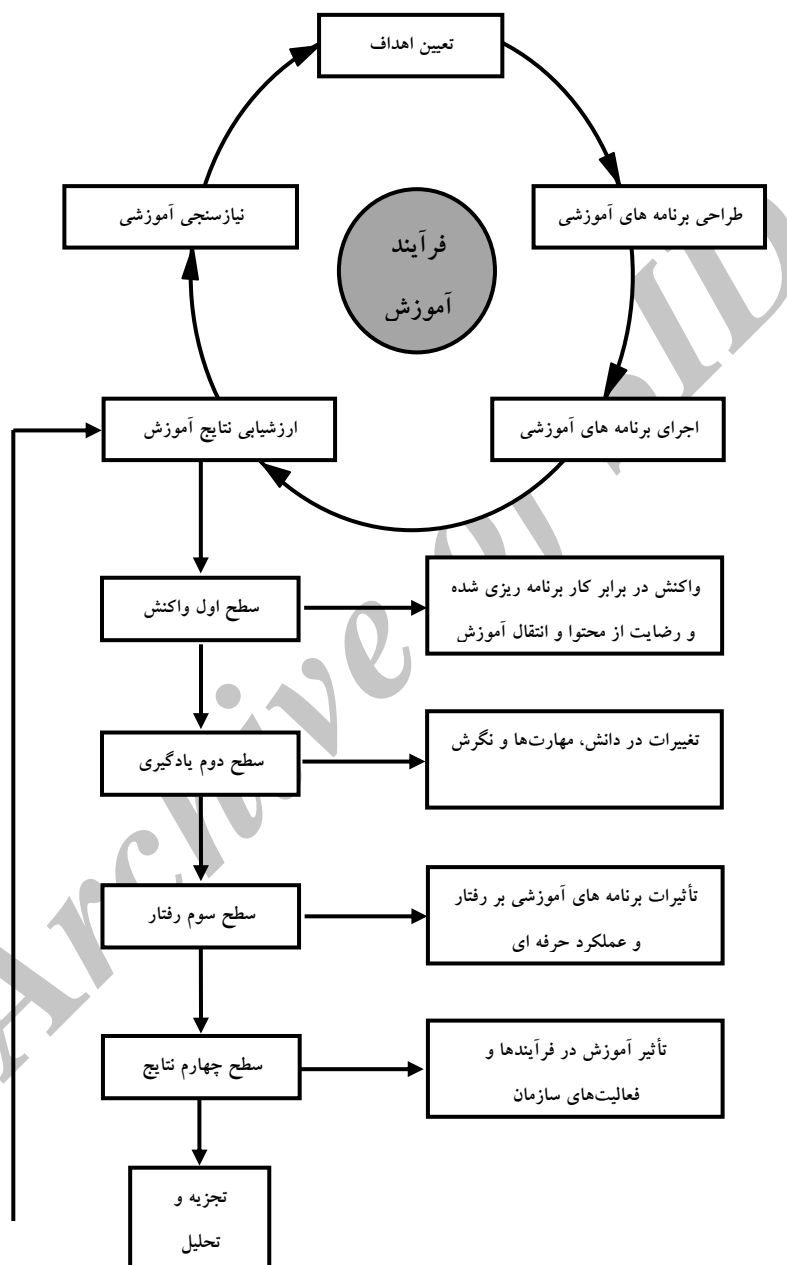 تعیین اهداف
نیازسنجی آموزشی
طراحی برنامه های آموزشی
فرآیند
آموزش
ارزشیابی نتایج آموزش
اجرای برنامه های آموزشی
سطح اول واکنش
واکنش در برابر کار برنامه ریزی شده
و رضایت از محتوا و انتقال آموزش
سطح دوم یادگیری
تغییرات در دانش، مهارت‌ها و نگرش
سطح سوم رفتار
تأثیرات برنامه های آموزشی بر رفتار
و عملکرد حرفه ای
سطح چهارم نتایج
تأثیر آموزش در فرآیندها و
فعالیت‌های سازمان
تجزیه و
تحلیل
Archive of SID